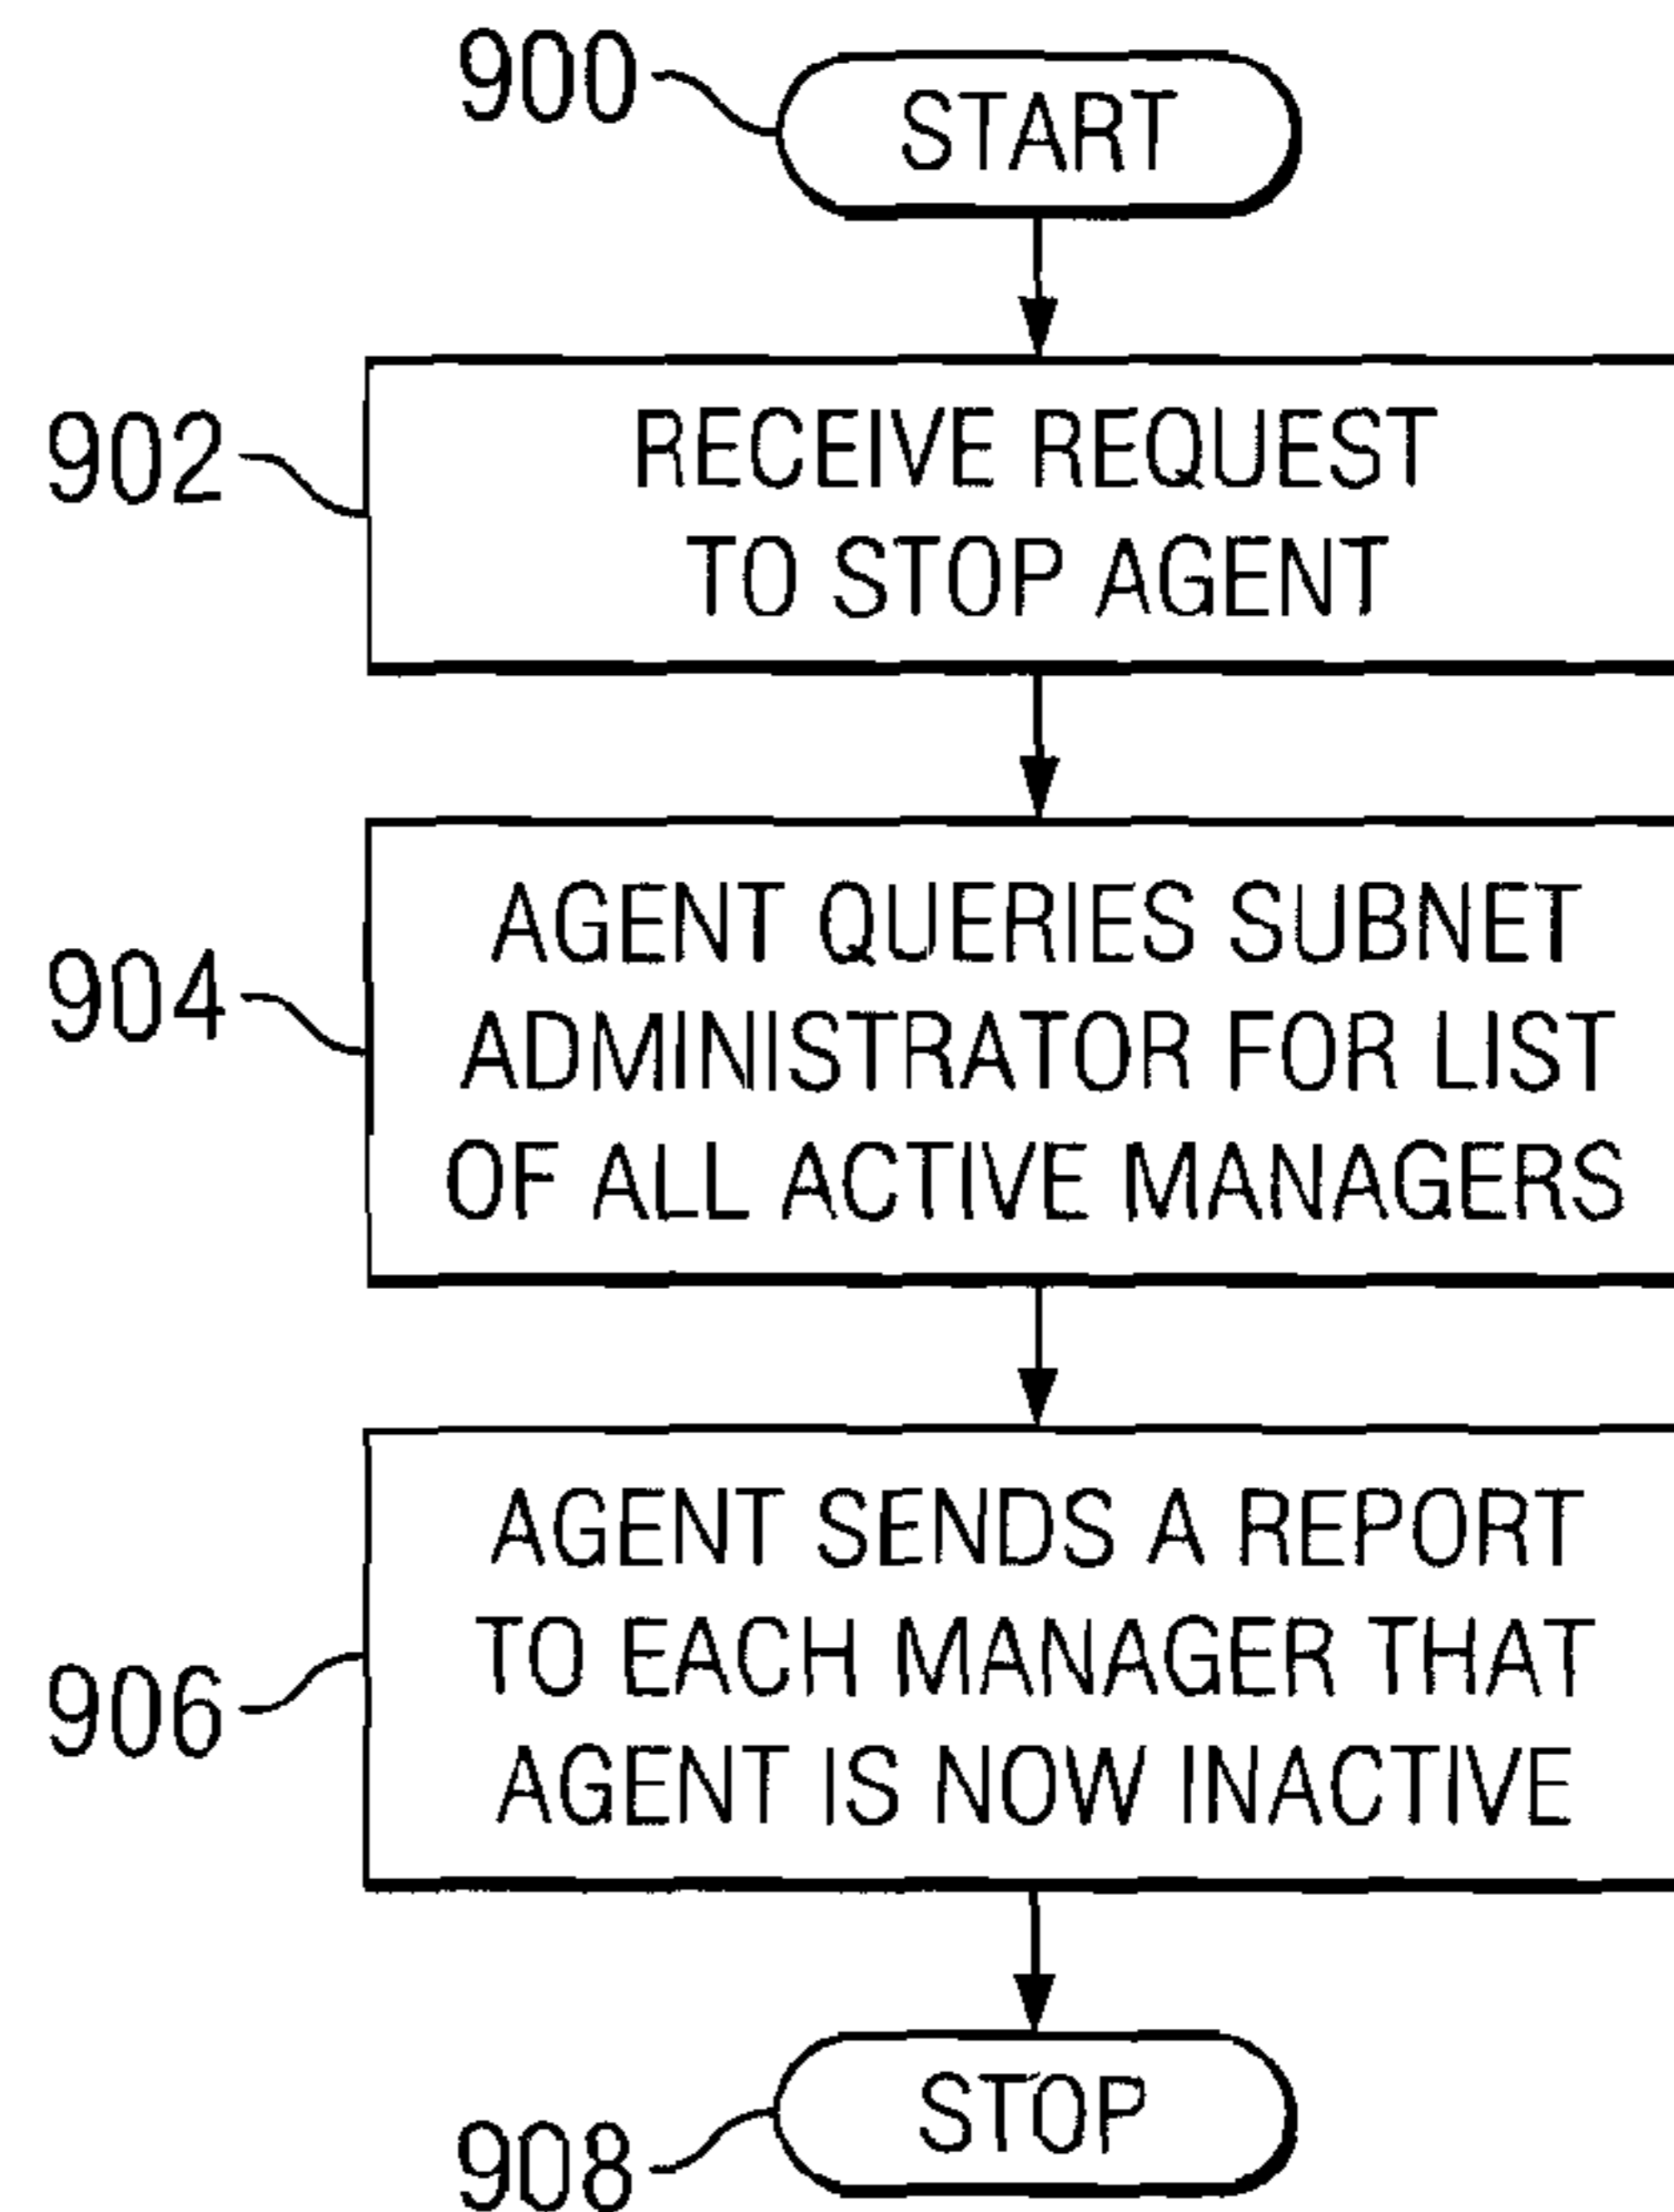 900
START
902
RECEIVE REQUEST
TO STOP AGENT
904
AGENT QUERIES SUBNET
ADMINISTRATOR FOR LIST
OF ALL ACTIVE MANAGERS
906
AGENT SENDS A REPORT
TO EACH MANAGER THAT
AGENT IS NOW INACTIVE
908
STOP